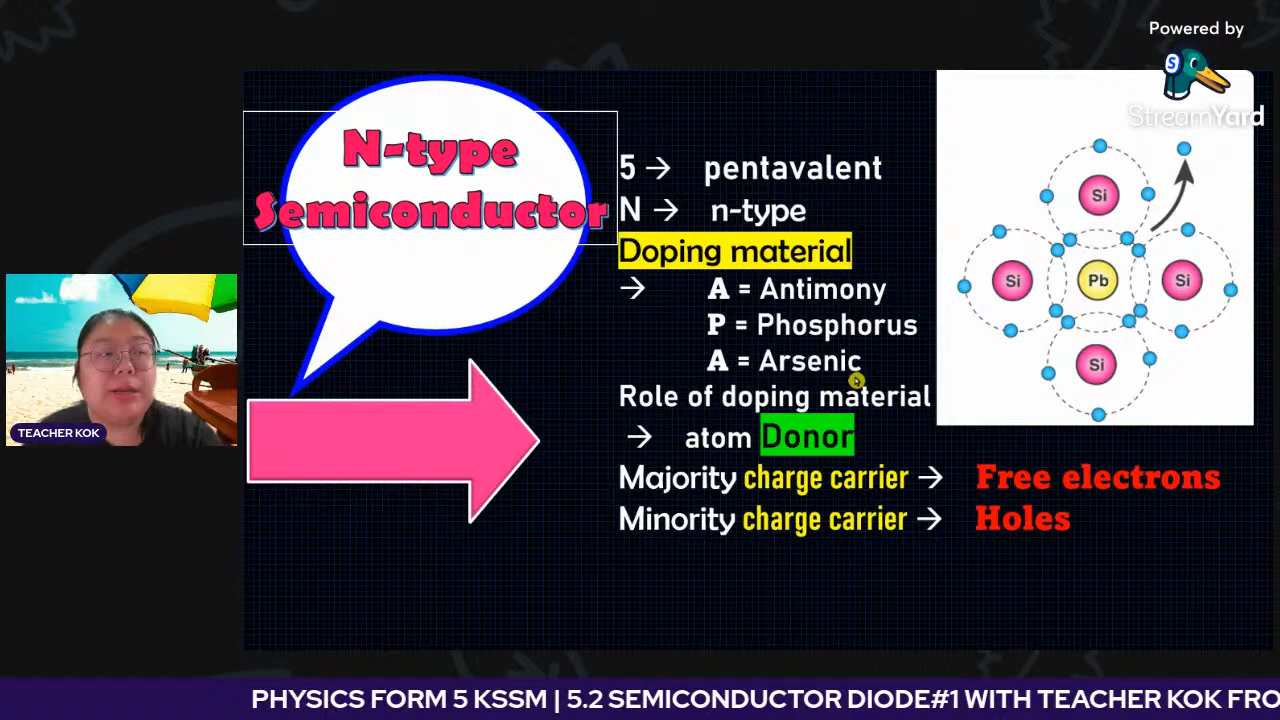 Powered by
S
StreamYard
N-type
Semiconductor
5 → pentavalent
N → n-type
Doping material
→ A = Antimony
P = Phosphorus
A = Arsenic
Role of doping material
→ atom Donor
Majority charge carrier → Free electrons
Minority charge carrier → Holes
Si
Si Pb Si
Si
TEACHER KOK
PHYSICS FORM 5 KSSM | 5.2 SEMICONDUCTOR DIODE#1 WITH TEACHER KOK FRO